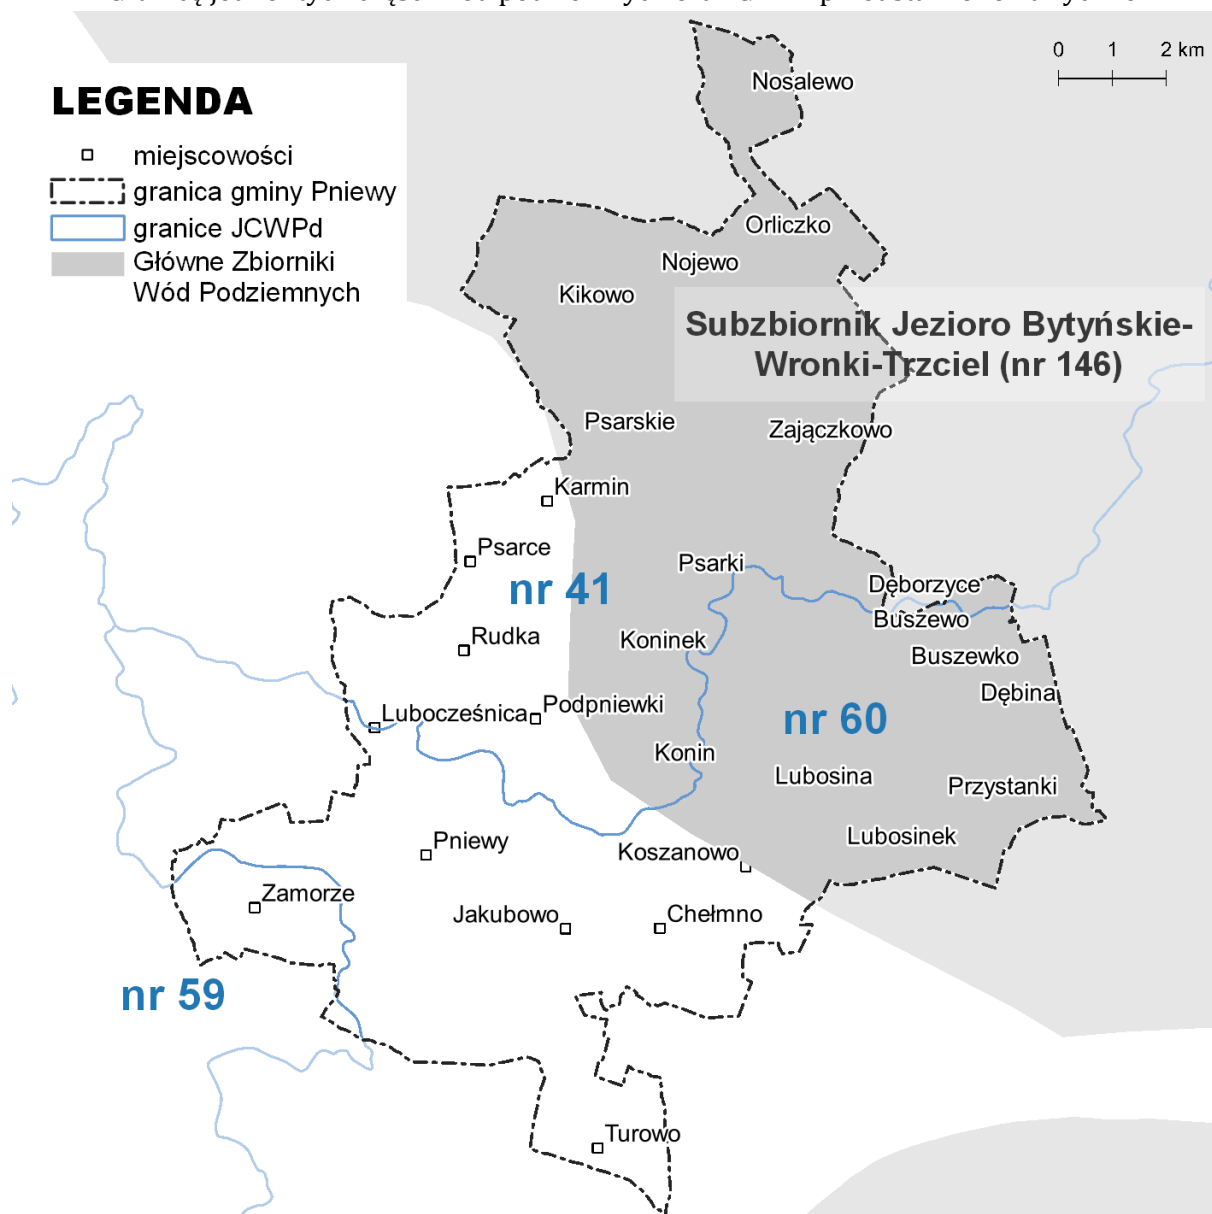 0 1 2 km
Nosalewo
LEGENDA
miejscowości
granica gminy Pniewy
granice JCWPd
Główne Zbiorniki
Wód Podziemnych
Orliczko
Nojewo
Kikowo
Subzbiornik Jezioro Bytyńskie-
Wronki-Trzciel (nr 146)
Psarskie
Zajączkowo
Karmin
Psarce
nr 41
Psarki
Dęborzyce
Buszewo
Rudka
Koninek
Buszewko
Dębina
Lubocześnica
Podpniewki
nr 60
Konin
Lubosina
Przystanki
Pniewy
Koszanowo
Lubosinek
Zamorze
Jakubowo
Chełmno
nr 59
Turowo